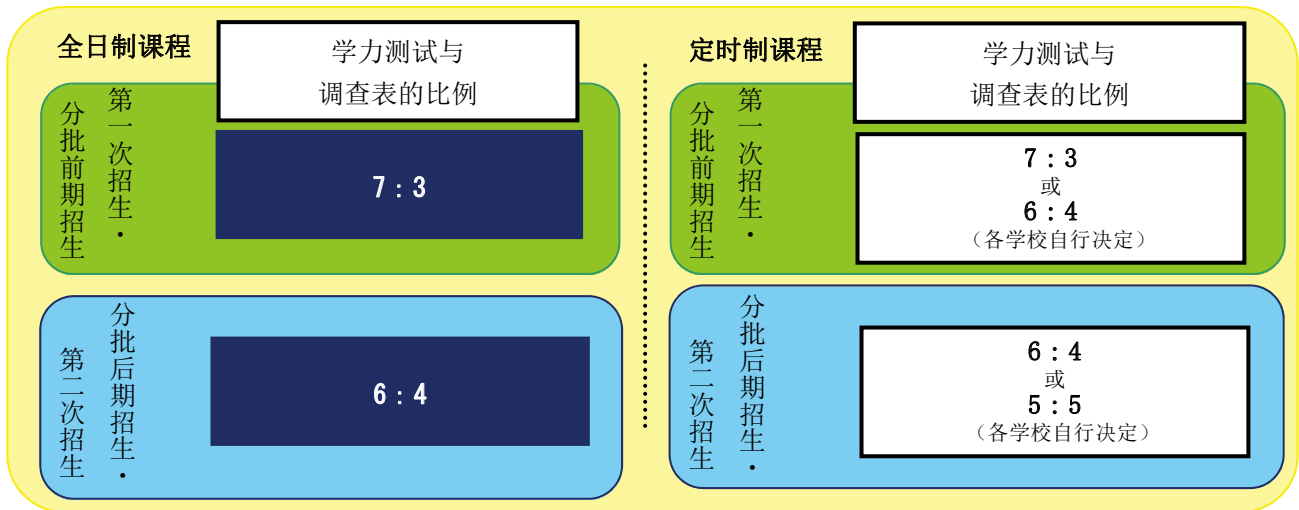 全日制课程
学力测试与
调查表的比例
第一次招生・
分批前期招生
7：3
分批后期招生・
第二次招生
6：4
定时制课程
学力测试与
调查表的比例
第一次招生・
分批前期招生
7：3
或
6：4
（各学校自行决定）
分批后期招生・
第二次招生
6：4
或
5：5
（各学校自行决定）